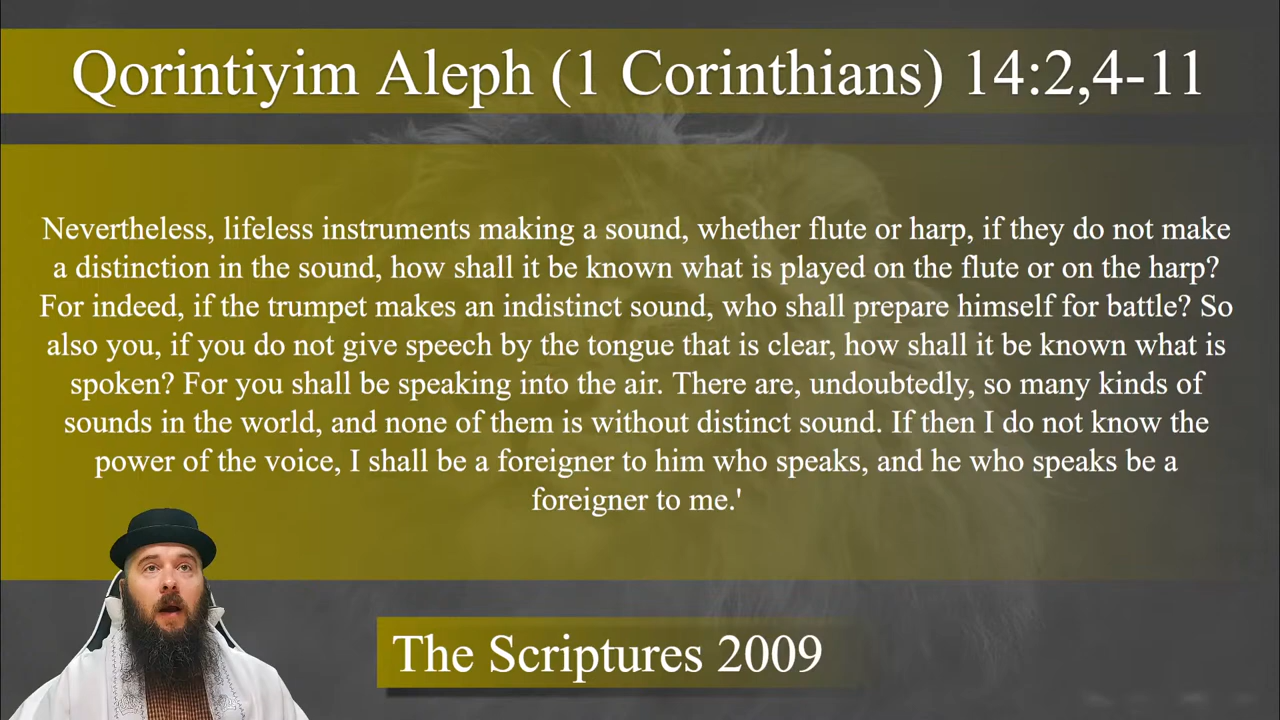 Qorintiyim Aleph (1 Corinthians) 14:2,4-11
Nevertheless, lifeless instruments making a sound, whether flute or harp, if they do not make
a distinction in the sound, how shall it be known what is played on the flute or on the harp?
For indeed, if the trumpet makes an indistinct sound, who shall prepare himself for battle? So
also you, if you do not give speech by the tongue that is clear, how shall it be known what is
spoken? For you shall be speaking into the air. There are, undoubtedly, so many kinds of
sounds in the world, and none of them is without distinct sound. If then I do not know the
power of the voice, I shall be a foreigner to him who speaks, and he who speaks be a
foreigner to me.'
The Scriptures 2009